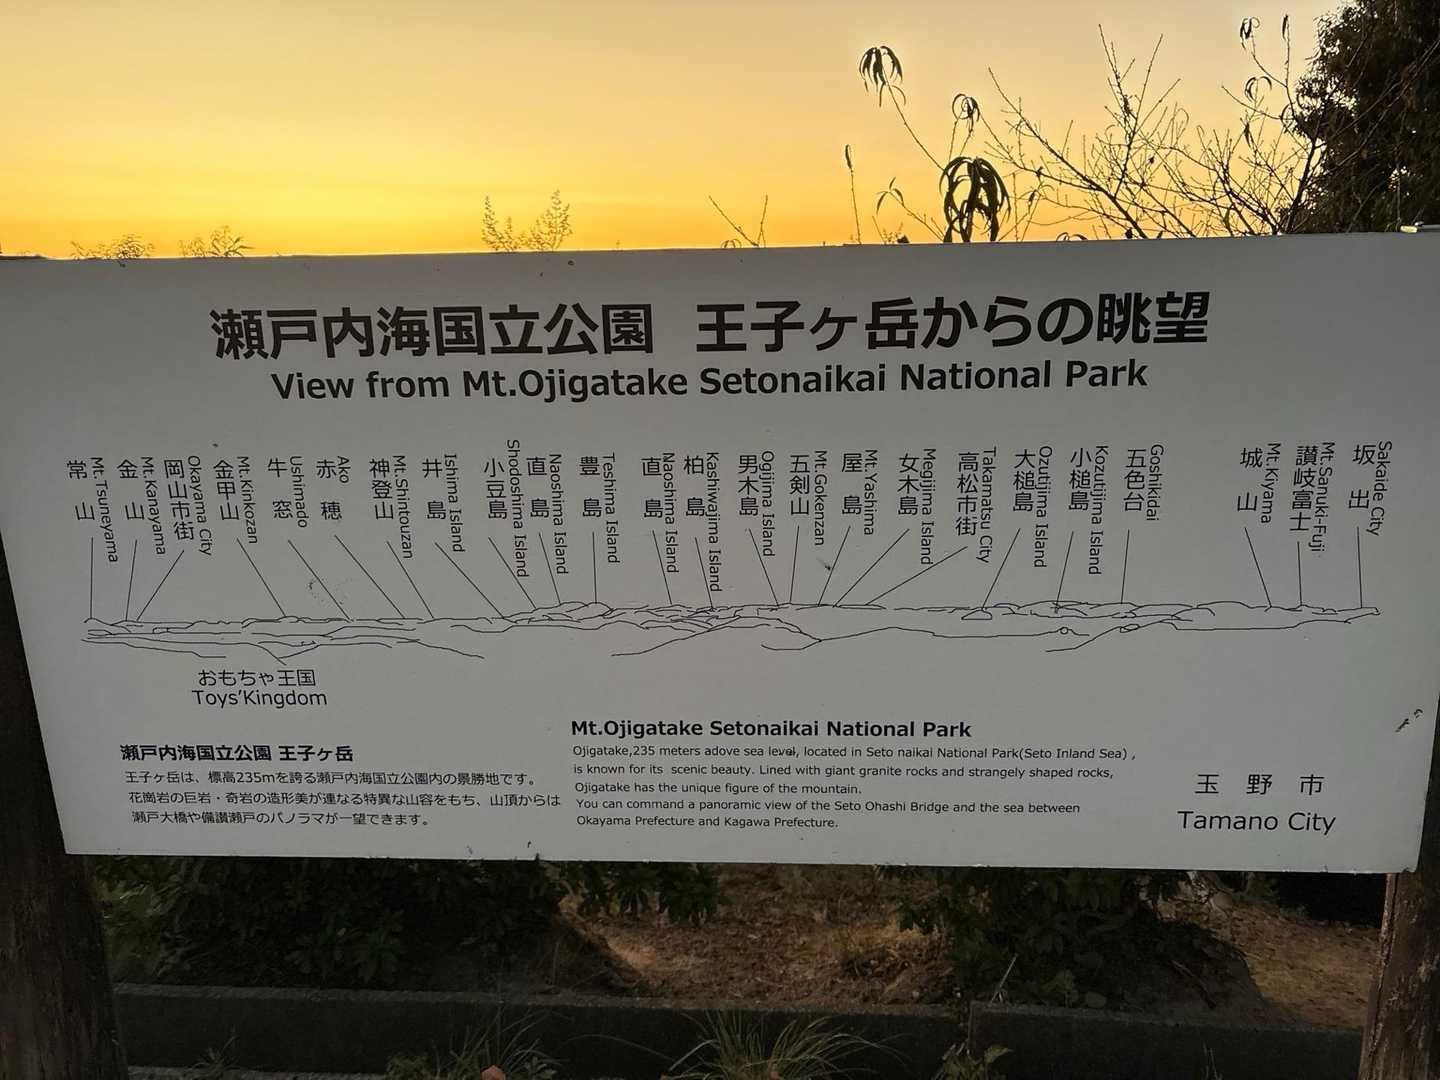 瀬戸内海国立公園 王子ヶ岳からの眺望
View from Mt.Ojigatake Setonaikai National Park
常山
Mt.Tsuneyama
金山
Mt.Kanayama
岡山市街
Okayama City
金甲山
Mt.Kinkozan
牛窓
Ushimado
赤穂
Ako
神登山
Mt.Shintouzan
井島
Ishima Island
小豆島
Shodoshima Island
直島
Naoshima Island
豊島
Teshima Island
直島
Naoshima Island
柏島
Kashiwajima Island
男木島
Ogijima Island
五剣山
Mt.Gokenzan
屋島
Mt.Yashima
女木島
Megijima Island
高松市街
Takamatsu City
大槌島
Ozutijima Island
小槌島
Kozutijima Island
五色台
Goshikidai
城山
Mt.Kiyama
讃岐富士
Mt.Sanuki-Fuji
坂出
Sakaide City
おもちゃ王国
Toys'Kingdom
瀬戸内海国立公園 王子ヶ岳
王子ヶ岳は、標高235mを誇る瀬戸内海国立公園内の景勝地です。
花崗岩の巨岩・奇岩の造形美が連なる特異な山容をもち、山頂からは
瀬戸大橋や備讃瀬戸のパノラマが一望できます。
Mt.Ojigatake Setonaikai National Park
Ojigatake,235 meters adove sea level, located in Seto naikai National Park(Seto Inland Sea) ,
is known for its scenic beauty. Lined with giant granite rocks and strangely shaped rocks,
Ojigatake has the unique figure of the mountain.
You can command a panoramic view of the Seto Ohashi Bridge and the sea between
Okayama Prefecture and Kagawa Prefecture.
玉野市
Tamano City